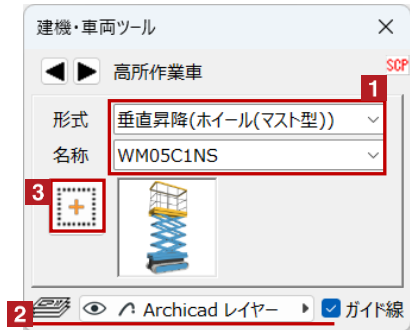 建機・車両ツール
高所作業車
SCP
1
形式 垂直昇降(ホイール(マスト型))
名称 WM05C1NS
3
2 Archicad レイヤー ガイド線